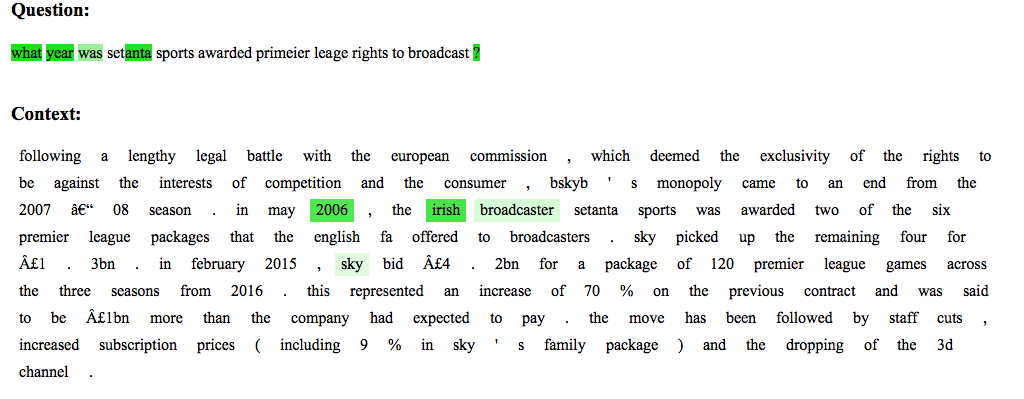 Question:
what year was setanta sports awarded primeier leage rights to broadcast ?
Context:
following a lengthy legal battle with the european commission , which deemed the exclusivity of the rights to
be against the interests of competition and the consumer , bskyb ' s monopoly came to an end from the
2007 â€“ 08 season . in may 2006 , the irish broadcaster setanta sports was awarded two of the six
premier league packages that the english fa offered to broadcasters . sky picked up the remaining four for
Â£1 . 3bn . in february 2015 , sky bid Â£4 . 2bn for a package of 120 premier league games across
the three seasons from 2016 . this represented an increase of 70 % on the previous contract and was said
to be Â£1bn more than the company had expected to pay . the move has been followed by staff cuts ,
increased subscription prices ( including 9 % in sky ' s family package ) and the dropping of the 3d
channel .